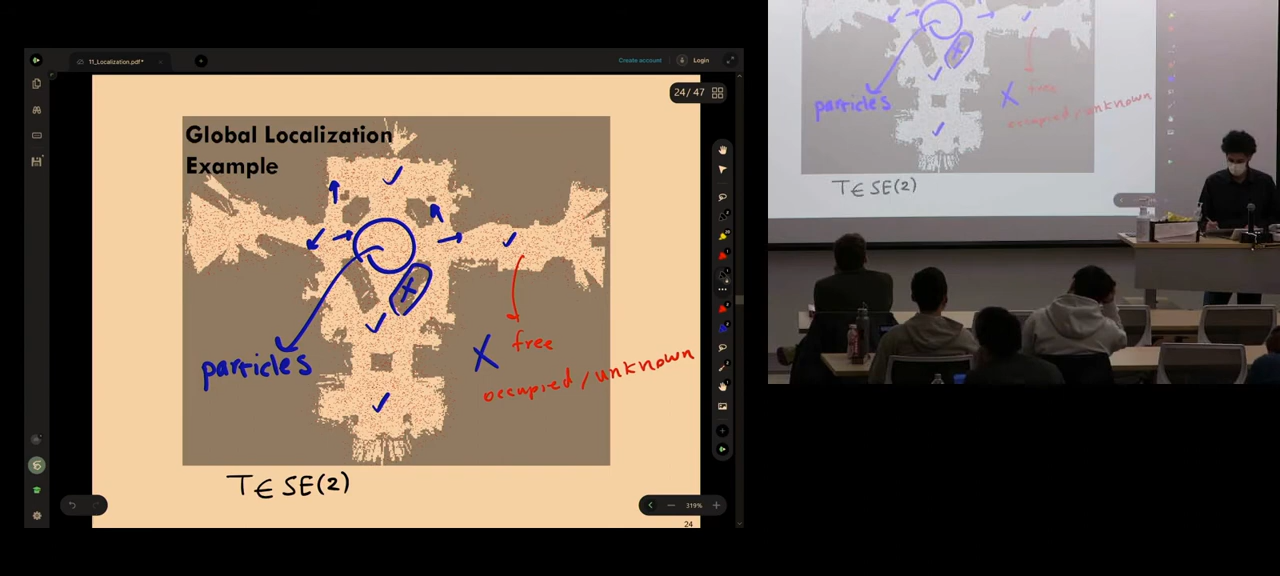 11_Localization.pdf*
Create account
Login
24/ 47
Global Localization
Example
particles
X
X
free
occupied / unknown
T ∈ SE(2)
319%
24
particles
X
X
free
occupied / unknown
T ∈ SE(2)